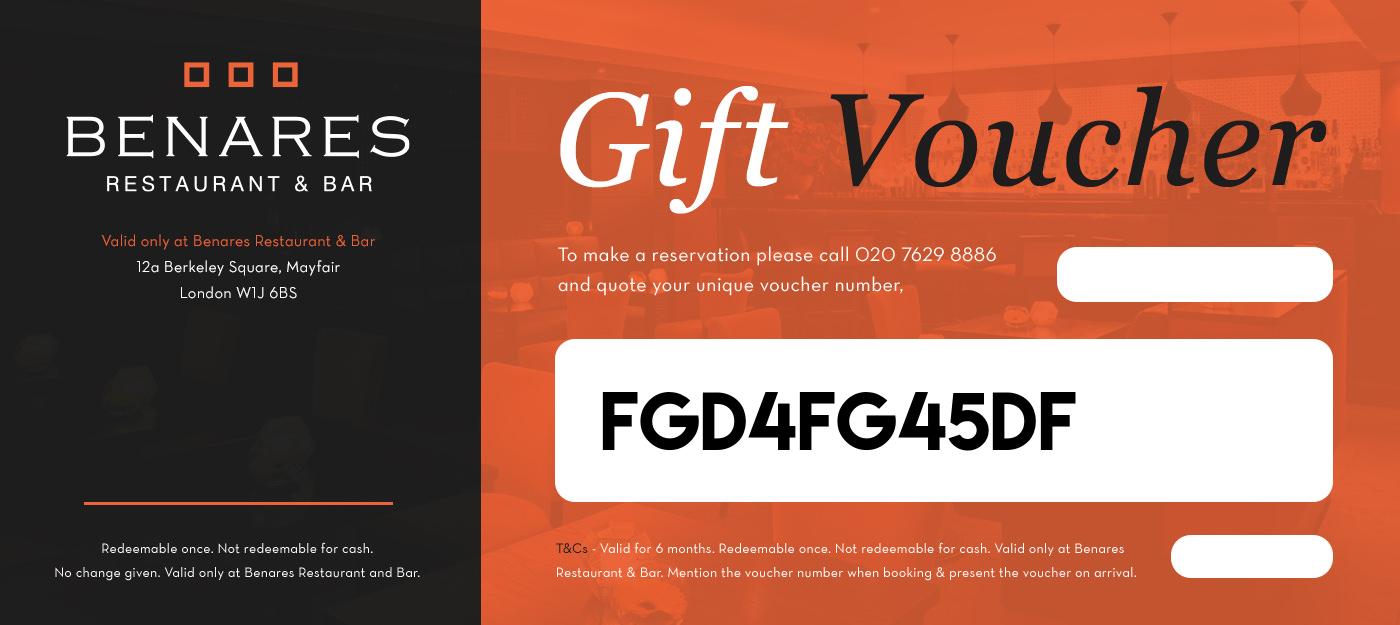 BENARES
RESTAURANT & BAR
Valid only at Benares Restaurant & Bar
12a Berkeley Square, Mayfair
London W1J 6BS
Redeemable once. Not redeemable for cash.
No change given. Valid only at Benares Restaurant and Bar.
Gift Voucher
To make a reservation please call 020 7629 8886
and quote your unique voucher number,
FGD4FG45DF
T&Cs - Valid for 6 months. Redeemable once. Not redeemable for cash. Valid only at Benares
Restaurant & Bar. Mention the voucher number when booking & present the voucher on arrival.